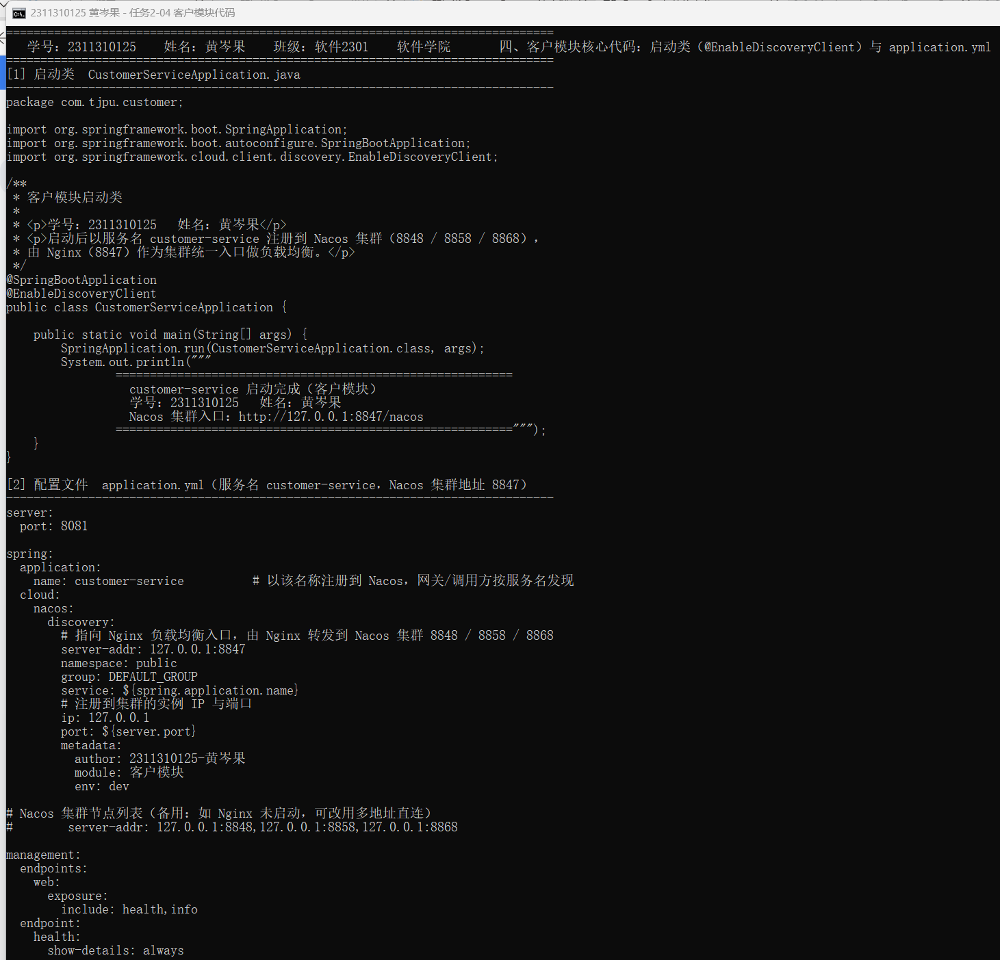 2311310125 黄岑果 - 任务2-04 客户模块代码
================================================================================
学号：2311310125    姓名：黄岑果    班级：软件2301    软件学院       四、客户模块核心代码：启动类（@EnableDiscoveryClient）与 application.yml
================================================================================
[1] 启动类  CustomerServiceApplication.java
--------------------------------------------------------------------------------
package com.tjpu.customer;

import org.springframework.boot.SpringApplication;
import org.springframework.boot.autoconfigure.SpringBootApplication;
import org.springframework.cloud.client.discovery.EnableDiscoveryClient;

/**
 * 客户模块启动类
 *
 * <p>学号：2311310125   姓名：黄岑果</p>
 * <p>启动后以服务名 customer-service 注册到 Nacos 集群（8848 / 8858 / 8868），
 * 由 Nginx（8847）作为集群统一入口做负载均衡。</p>
 */
@SpringBootApplication
@EnableDiscoveryClient
public class CustomerServiceApplication {

    public static void main(String[] args) {
        SpringApplication.run(CustomerServiceApplication.class, args);
        System.out.println("""
                ==========================================================
                  customer-service 启动完成（客户模块）
                  学号：2311310125   姓名：黄岑果
                  Nacos 集群入口：http://127.0.0.1:8847/nacos
                ==========================================================""");
    }
}

[2] 配置文件  application.yml（服务名 customer-service，Nacos 集群地址 8847）
--------------------------------------------------------------------------------
server:
  port: 8081

spring:
  application:
    name: customer-service          # 以该名称注册到 Nacos，网关/调用方按服务名发现
  cloud:
    nacos:
      discovery:
        # 指向 Nginx 负载均衡入口，由 Nginx 转发到 Nacos 集群 8848 / 8858 / 8868
        server-addr: 127.0.0.1:8847
        namespace: public
        group: DEFAULT_GROUP
        service: ${spring.application.name}
        # 注册到集群的实例 IP 与端口
        ip: 127.0.0.1
        port: ${server.port}
        metadata:
          author: 2311310125-黄岑果
          module: 客户模块
          env: dev

# Nacos 集群节点列表（备用：如 Nginx 未启动，可改用多地址直连）
#        server-addr: 127.0.0.1:8848,127.0.0.1:8858,127.0.0.1:8868

management:
  endpoints:
    web:
      exposure:
        include: health,info
  endpoint:
    health:
      show-details: always